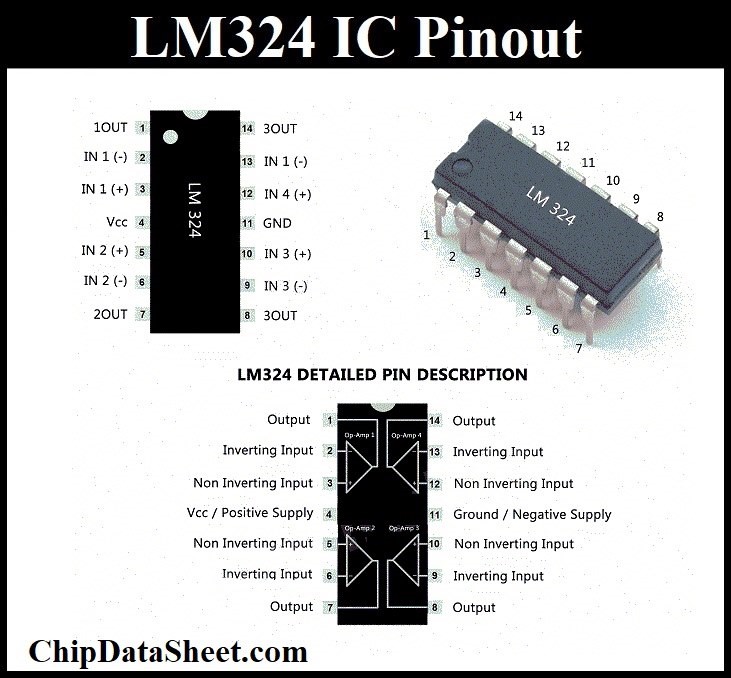 LM324 IC Pinout
1OUT 1 14 3OUT
IN 1 (-) 2 13 IN 1 (-)
IN 1 (+) 3 12 IN 4 (+)
Vcc 4 11 GND
IN 2 (+) 5 10 IN 3 (+)
IN 2 (-) 6 9 IN 3 (-)
2OUT 7 8 3OUT
LM 324
14
13
12
11
10
9
8
LM 324
1
2
3
4
5
6
7
LM324 DETAILED PIN DESCRIPTION
Output 1 14 Output
Op-Amp 1 Op-Amp 4
Inverting Input 2 - - 13 Inverting Input
Non Inverting Input 3 + + 12 Non Inverting Input
Vcc / Positive Supply 4 11 Ground / Negative Supply
Op-Amp 2 Op-Amp 3
Non Inverting Input 5 + + 10 Non Inverting Input
Inverting Input 6 - - 9 Inverting Input
Output 7 8 Output
ChipDataSheet.com